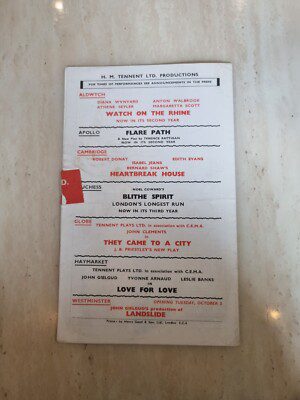 H. M. TENNENT LTD. PRODUCTIONS
FOR TIMES OF PERFORMANCES SEE ANNOUNCEMENTS IN THE PRESS
ALDWYCH
DIANA WYNYARD ANTON WALBROOK
ATHENE SEYLER MARGARETTA SCOTT
WATCH ON THE RHINE
NOW IN ITS SECOND YEAR
APOLLO FLARE PATH
A New Play by TERENCE RATTIGAN
NOW IN ITS SECOND YEAR
CAMBRIDGE
ROBERT DONAT EDITH EVANS
ISABEL JEANS
BERNARD SHAW'S
HEARTBREAK HOUSE
D.
DUCHESS NOEL COWARD'S
BLITHE SPIRIT
LONDON'S LONGEST RUN
NOW IN ITS THIRD YEAR
GLOBE TENNENT PLAYS LTD. in association with C.E.M.A.
JOHN CLEMENTS
in
THEY CAME TO A CITY
J. B. PRIESTLEY'S NEW PLAY
HAYMARKET
TENNENT PLAYS LTD. in association with C.E.M.A.
JOHN GIELGUD YVONNE ARNAUD LESLIE BANKS
in
LOVE FOR LOVE
WESTMINSTER OPENING TUESDAY, OCTOBER 5
JOHN GIELGUD'S production of
LANDSLIDE
London, E.C.4